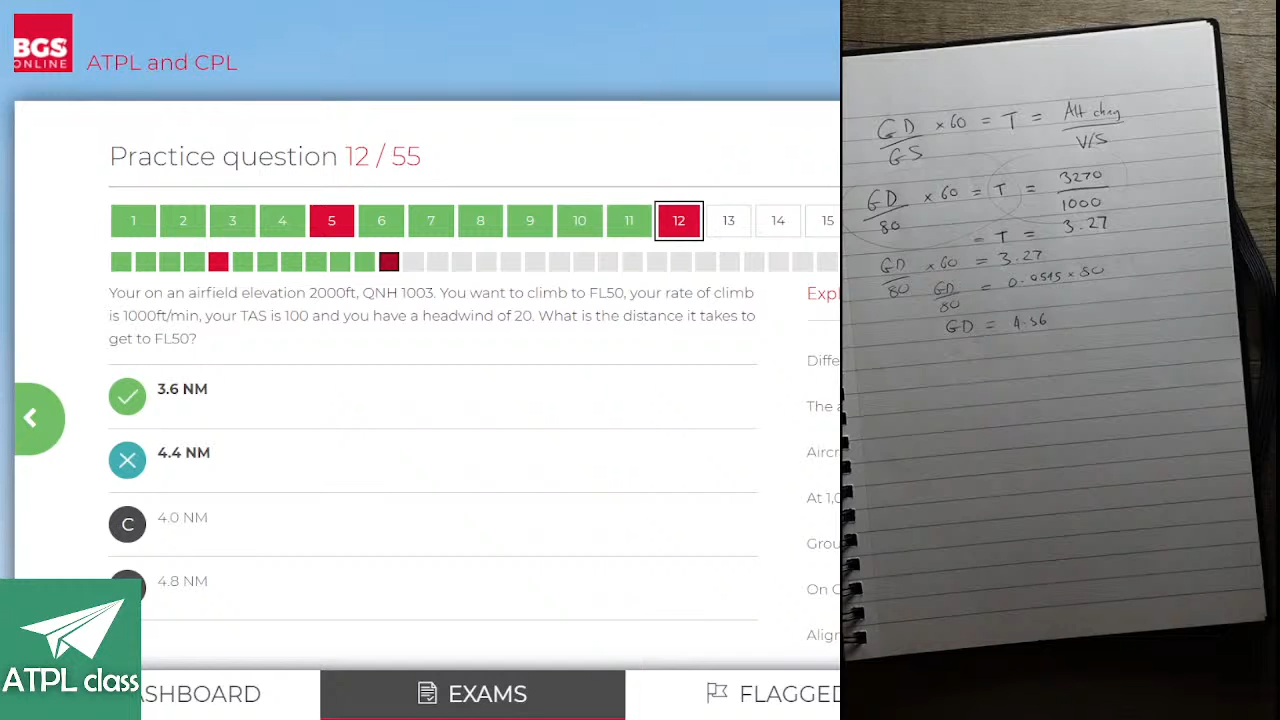 BGS
ONLINE
ATPL and CPL
Practice question 12 / 55
1 2 3 4 5 6 7 8 9 10 11 12 13 14 15
Your on an airfield elevation 2000ft, QNH 1003. You want to climb to FL50, your rate of climb
is 1000ft/min, your TAS is 100 and you have a headwind of 20. What is the distance it takes to
get to FL50?
3.6 NM
4.4 NM
C 4.0 NM
4.8 NM
Expl
Diffe
The a
Aircr
At 1,0
Grou
On C
Align
ATPL class
SHBOARD
EXAMS
FLAGGED
GD/GS × 60 = T = Alt chag/V/S
GD/80 × 60 = T = 3270/1000
= T = 3.27
GD/80 × 60 = 3.27
GD/80 = 0.0545 × 80
GD = 4.36